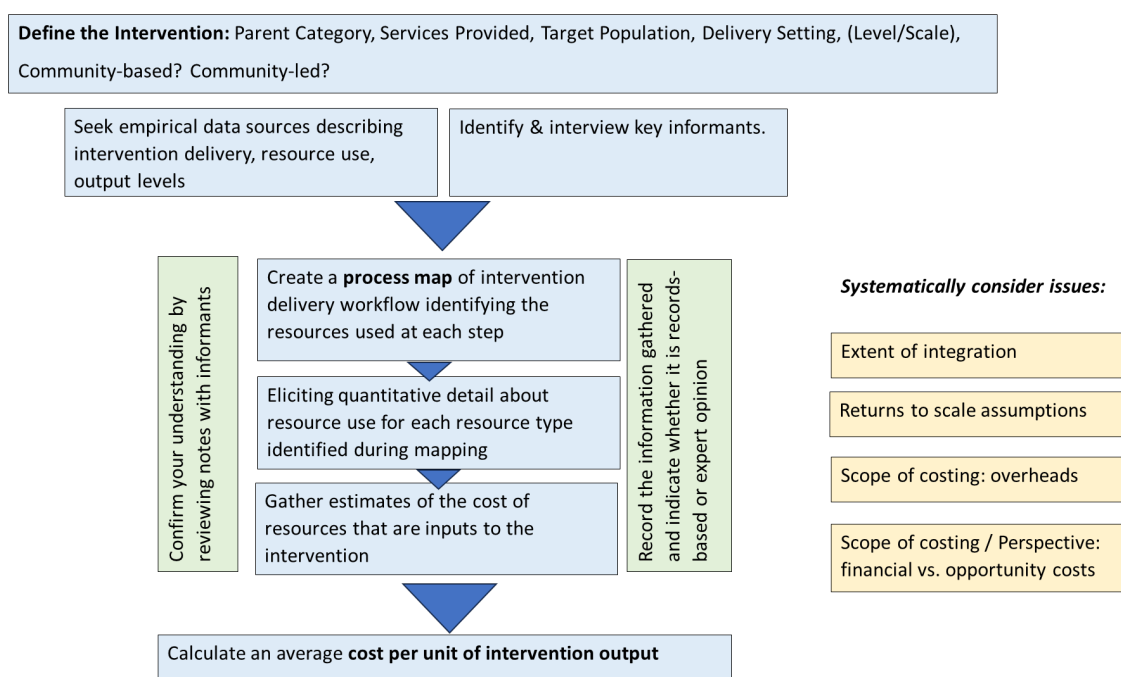 Define the Intervention: Parent Category, Services Provided, Target Population, Delivery Setting, (Level/Scale),
Community-based? Community-led?
Seek empirical data sources describing
intervention delivery, resource use,
output levels
Identify & interview key informants.
Confirm your understanding by
reviewing notes with informants
Create a process map of intervention
delivery workflow identifying the
resources used at each step
Eliciting quantitative detail about
resource use for each resource type
identified during mapping
Gather estimates of the cost of
resources that are inputs to the
intervention
Record the information gathered
and indicate whether it is records-
based or expert opinion
Calculate an average cost per unit of intervention output
Systematically consider issues:
Extent of integration
Returns to scale assumptions
Scope of costing: overheads
Scope of costing / Perspective:
financial vs. opportunity costs